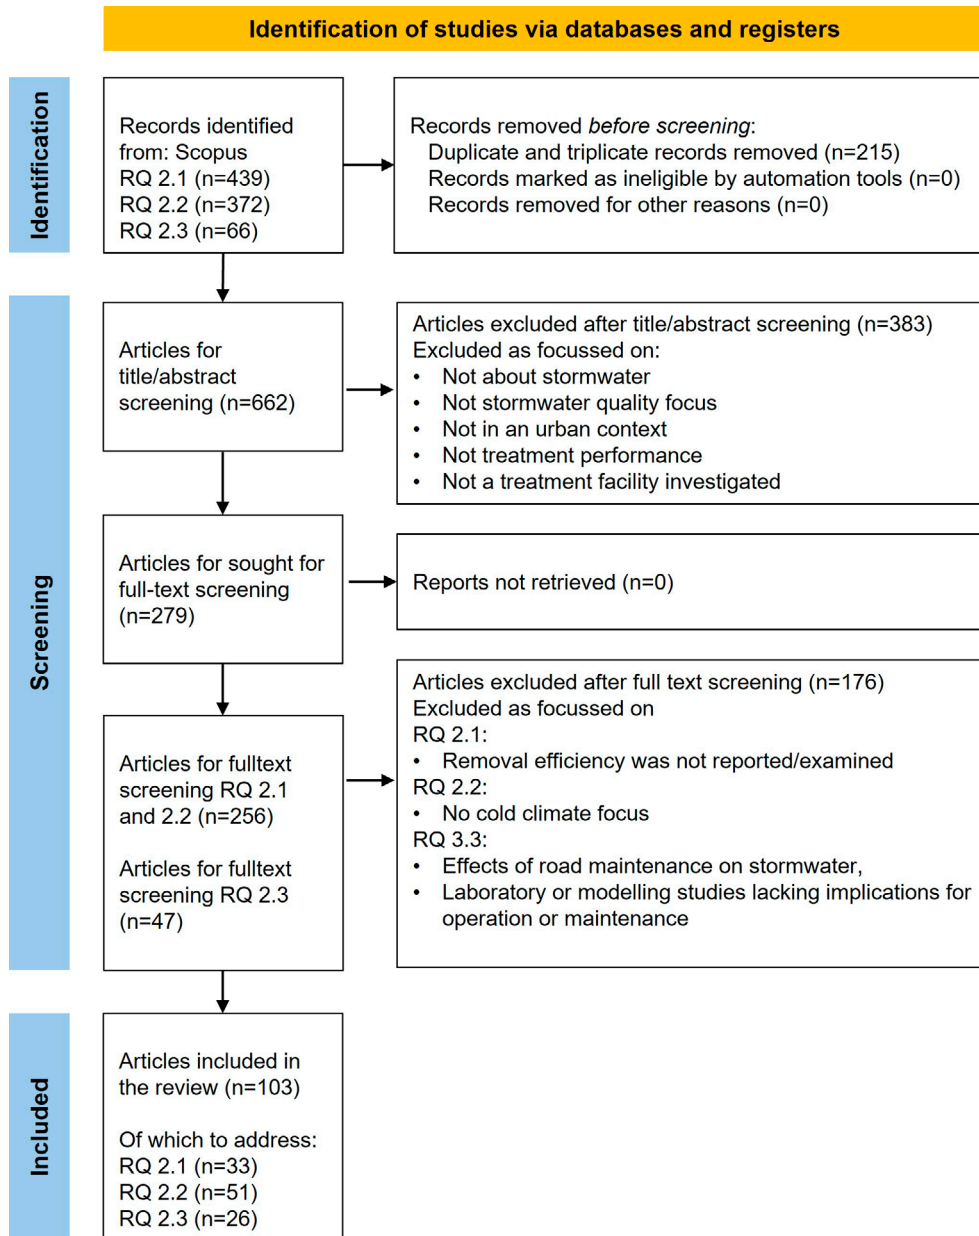 Identification of studies via databases and registers
Identification
Records identified
from: Scopus
RQ 2.1 (n=439)
RQ 2.2 (n=372)
RQ 2.3 (n=66)
Records removed before screening:
Duplicate and triplicate records removed (n=215)
Records marked as ineligible by automation tools (n=0)
Records removed for other reasons (n=0)
Screening
Articles for
title/abstract
screening (n=662)
Articles excluded after title/abstract screening (n=383)
Excluded as focussed on:
• Not about stormwater
• Not stormwater quality focus
• Not in an urban context
• Not treatment performance
• Not a treatment facility investigated
Articles for sought for
full-text screening
(n=279)
Reports not retrieved (n=0)
Articles for fulltext
screening RQ 2.1
and 2.2 (n=256)
Articles for fulltext
screening RQ 2.3
(n=47)
Articles excluded after full text screening (n=176)
Excluded as focussed on
RQ 2.1:
• Removal efficiency was not reported/examined
RQ 2.2:
• No cold climate focus
RQ 3.3:
• Effects of road maintenance on stormwater,
• Laboratory or modelling studies lacking implications for
operation or maintenance
Included
Articles included in
the review (n=103)
Of which to address:
RQ 2.1 (n=33)
RQ 2.2 (n=51)
RQ 2.3 (n=26)